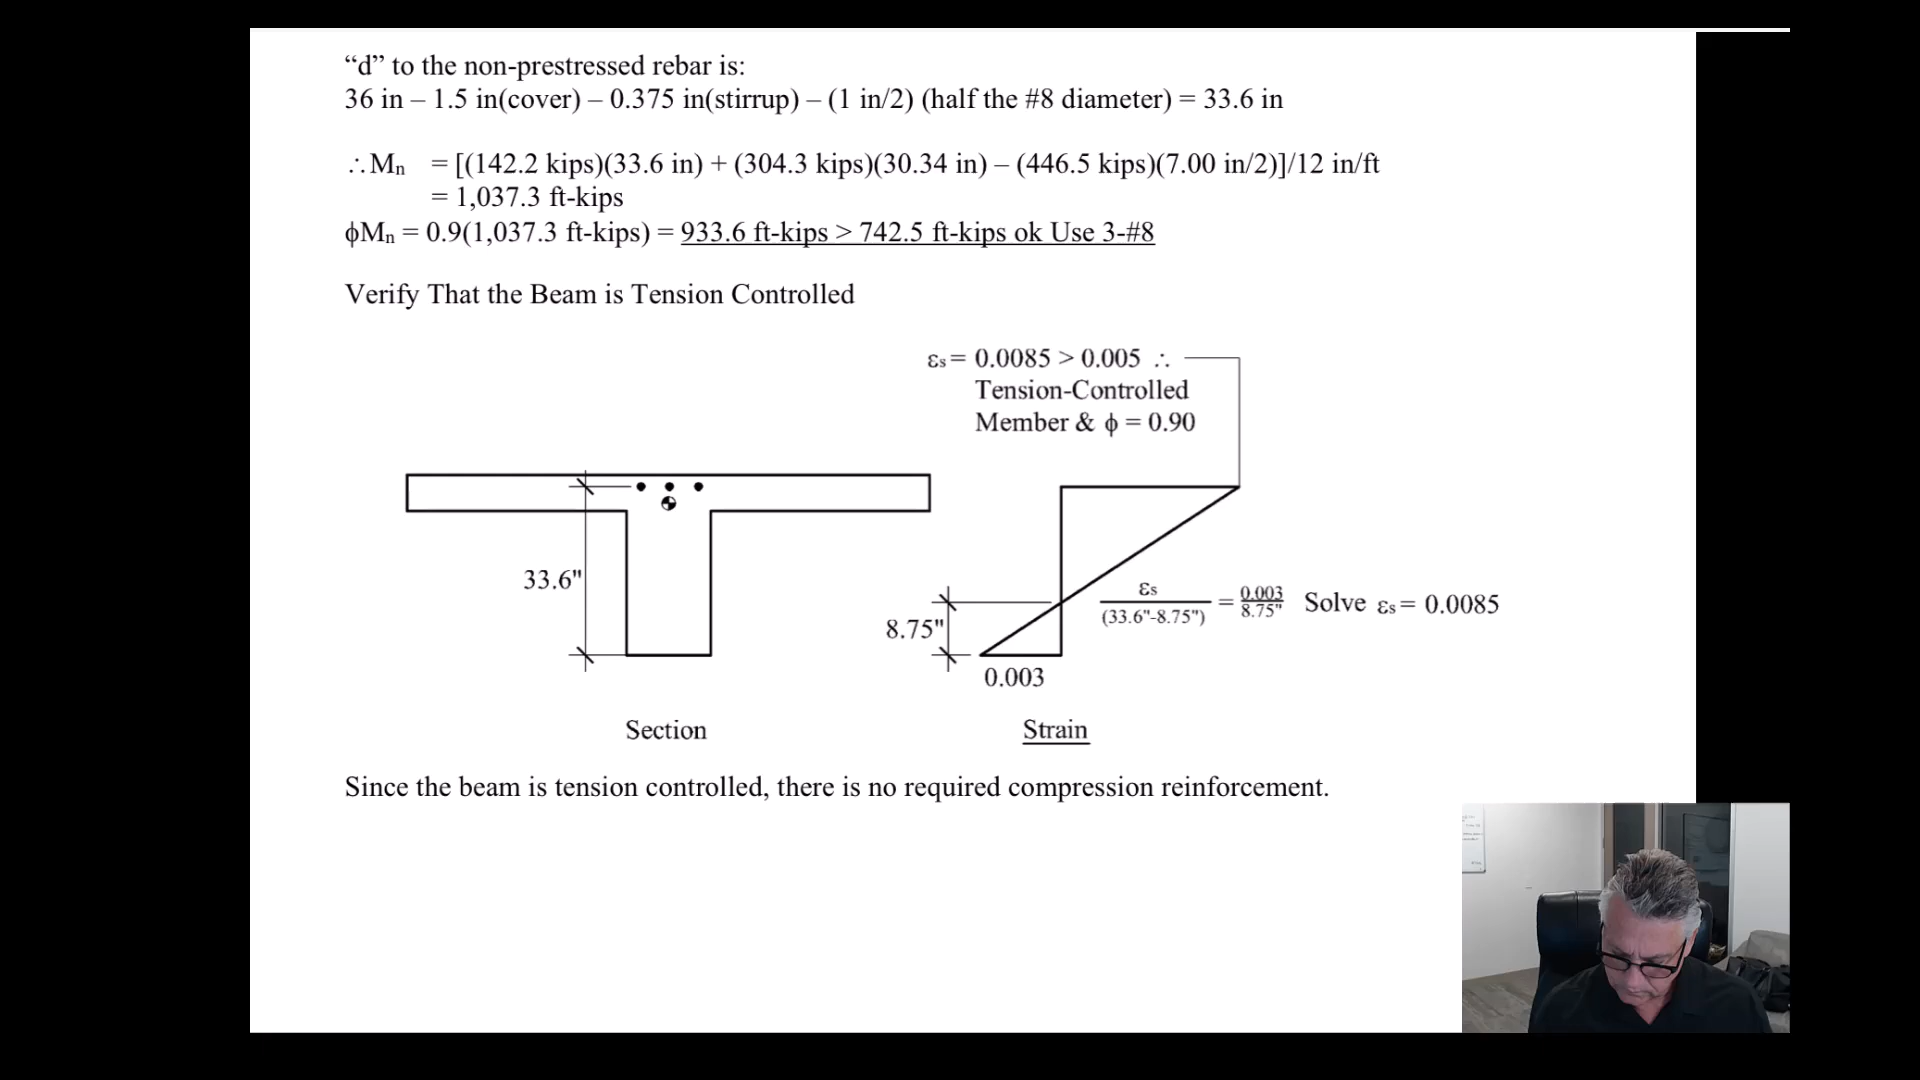 “d” to the non-prestressed rebar is:
36 in – 1.5 in(cover) – 0.375 in(stirrup) – (1 in/2) (half the #8 diameter) = 33.6 in
∴Mn = [(142.2 kips)(33.6 in) + (304.3 kips)(30.34 in) – (446.5 kips)(7.00 in/2)]/12 in/ft
= 1,037.3 ft-kips
ϕMn = 0.9(1,037.3 ft-kips) = 933.6 ft-kips > 742.5 ft-kips ok Use 3-#8
Verify That the Beam is Tension Controlled
εs = 0.0085 > 0.005 ∴
Tension-Controlled
Member & ϕ = 0.90
33.6"
8.75"
εs/(33.6"-8.75") = 0.003/8.75" Solve εs = 0.0085
0.003
Section
Strain
Since the beam is tension controlled, there is no required compression reinforcement.